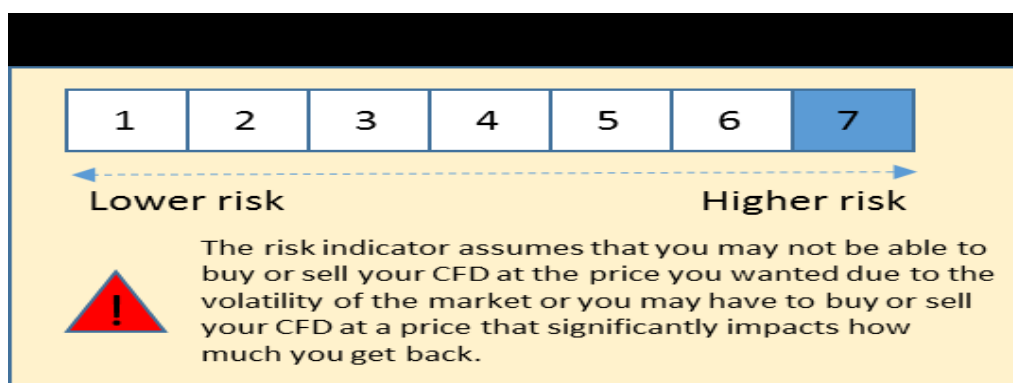 1 2 3 4 5 6 7
Lower risk Higher risk
The risk indicator assumes that you may not be able to
buy or sell your CFD at the price you wanted due to the
volatility of the market or you may have to buy or sell
your CFD at a price that significantly impacts how
much you get back.
!